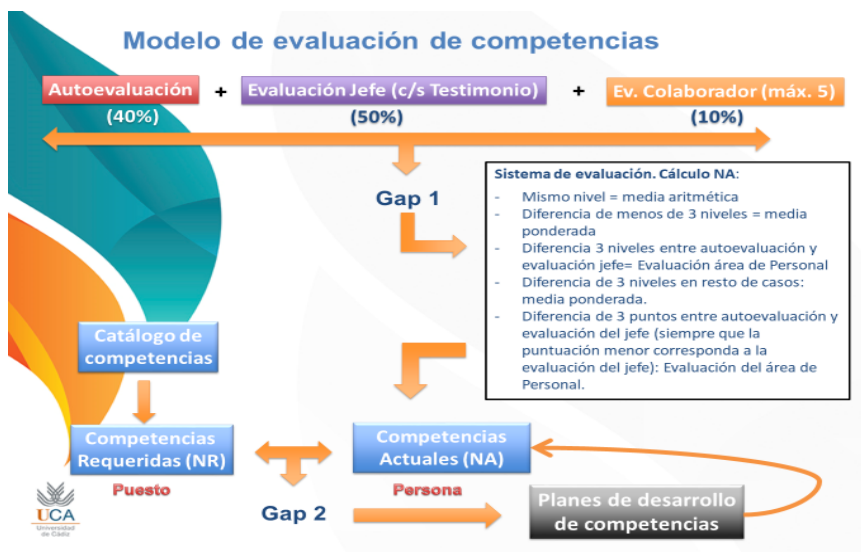 Modelo de evaluación de competencias
Autoevaluación + Evaluación Jefe (c/s Testimonio) + Ev. Colaborador (máx. 5)
(40%) (50%) (10%)
Gap 1
Sistema de evaluación. Cálculo NA:
- Mismo nivel = media aritmética
- Diferencia de menos de 3 niveles = media
ponderada
- Diferencia 3 niveles entre autoevaluación y
evaluación jefe= Evaluación área de Personal
- Diferencia de 3 niveles en resto de casos:
media ponderada.
- Diferencia de 3 puntos entre autoevaluación y
evaluación del jefe (siempre que la
puntuación menor corresponda a la
evaluación del jefe): Evaluación del área de
Personal.
Catálogo de
competencias
Competencias
Requeridas (NR)
Puesto
Competencias
Actuales (NA)
Persona
Gap 2
Planes de desarrollo
de competencias
UCA
Universidad
de Cádiz